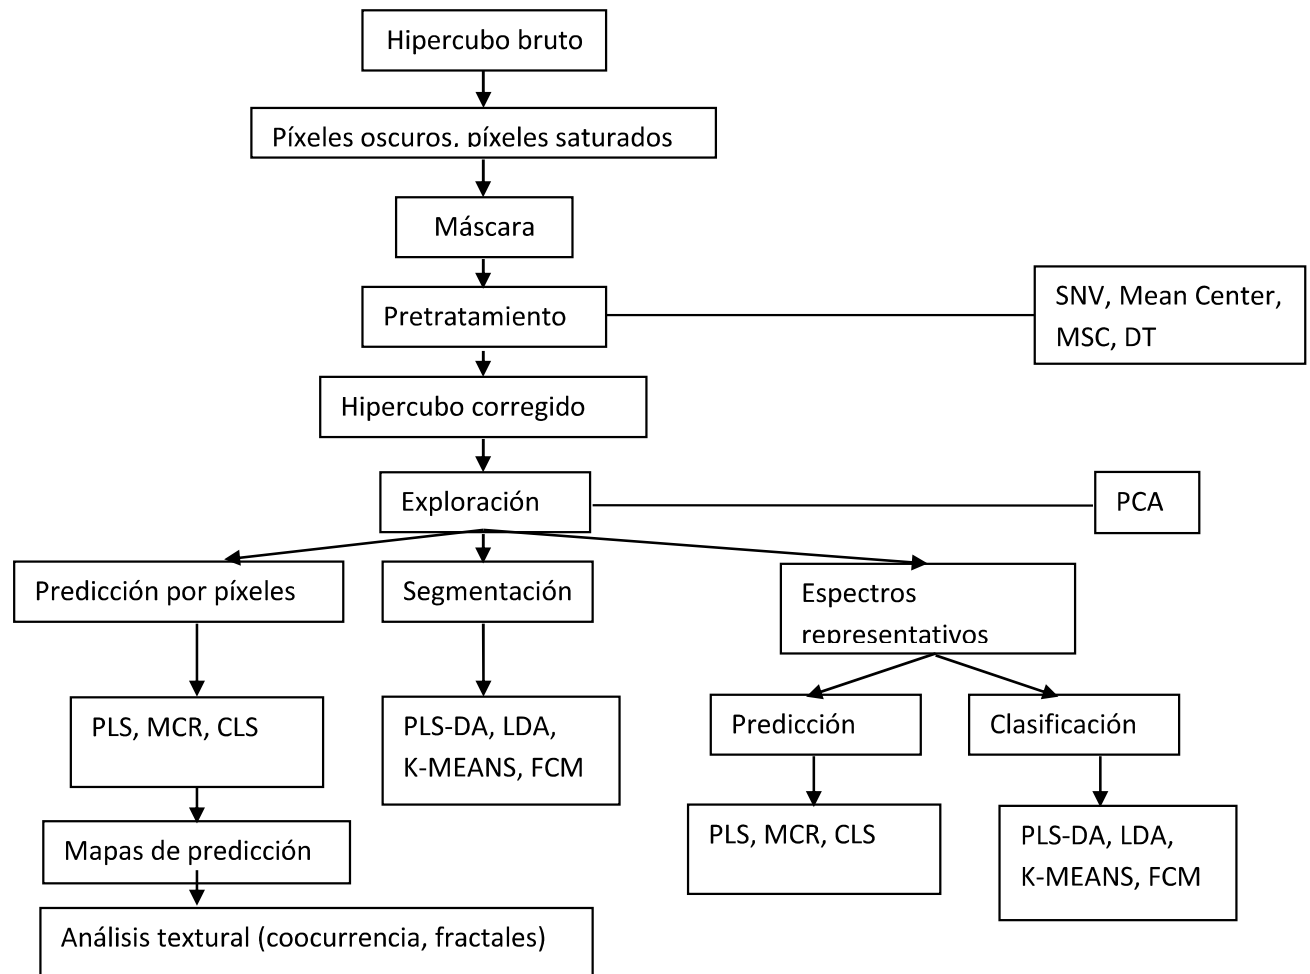 Hipercubo bruto
Píxeles oscuros, píxeles saturados
Máscara
Pretratamiento
SNV, Mean Center,
MSC, DT
Hipercubo corregido
Exploración
PCA
Predicción por píxeles
Segmentación
Espectros
representativos
PLS, MCR, CLS
PLS-DA, LDA,
K-MEANS, FCM
Predicción
Clasificación
PLS, MCR, CLS
PLS-DA, LDA,
K-MEANS, FCM
Mapas de predicción
Análisis textural (coocurrencia, fractales)